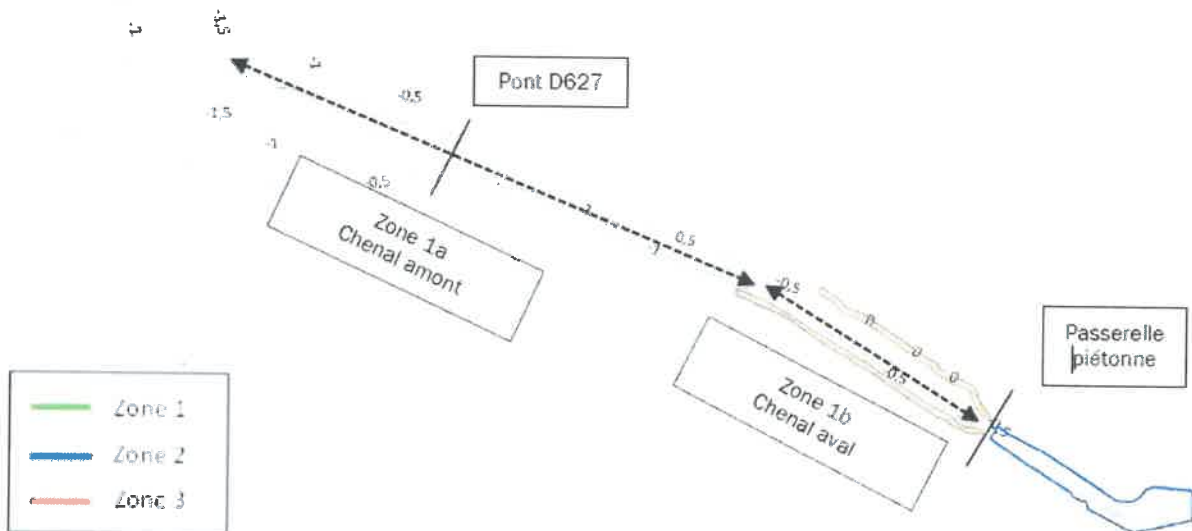 -1,5
-1
Pont D627
-0,5
-1,5
-1
0,5
Zone 1a
Chenal amont
0,5
-1
-0,5
0
0
0
0,5
Passerelle
piétonne
Zone 1b
Chenal aval
Zone 1
Zone 2
Zone 3